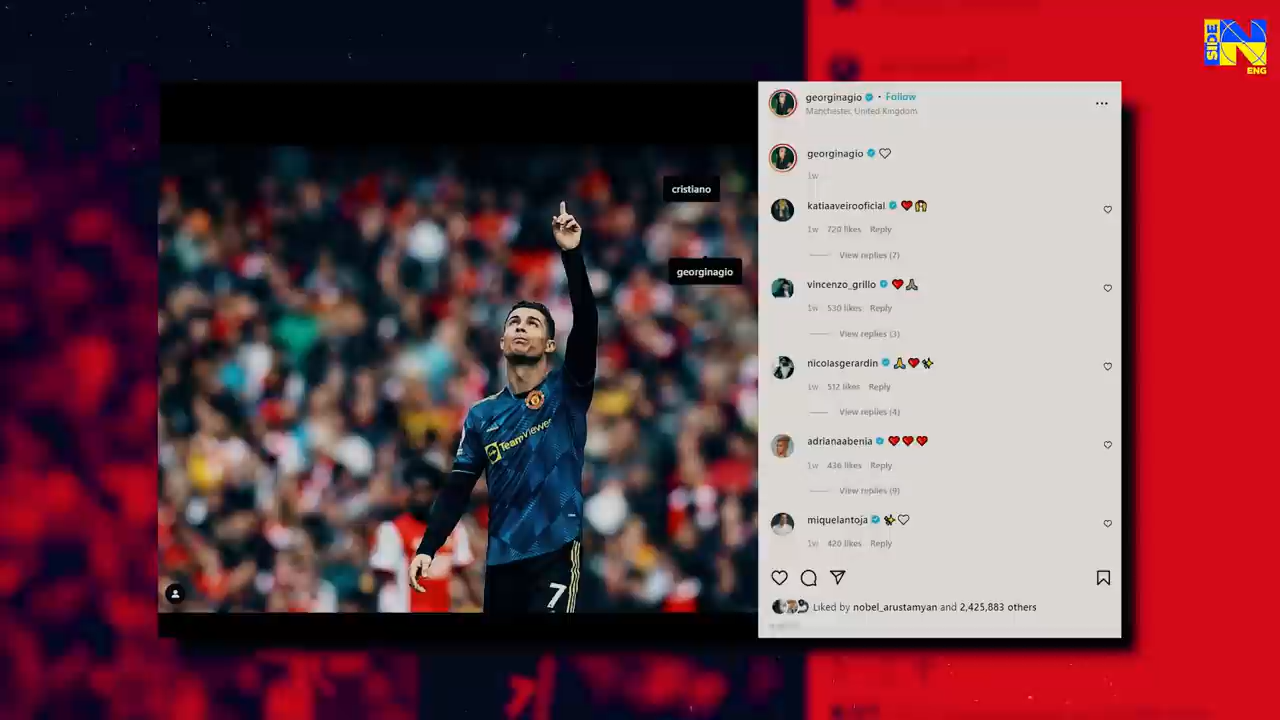 SIDE
N
ENG
georginagio • Follow
Manchester, United Kingdom
georginagio
1w
katiaaveirooficial
1w 720 likes Reply
View replies (7)
vincenzo_grillo
1w 530 likes Reply
View replies (3)
nicolasgerardin
1w 512 likes Reply
View replies (4)
adrianaabenia
1w 436 likes Reply
View replies (9)
miquelantoja
1w 420 likes Reply
Liked by nobel_arustamyan and 2,425,883 others
cristiano
georginagio
TeamViewer
7